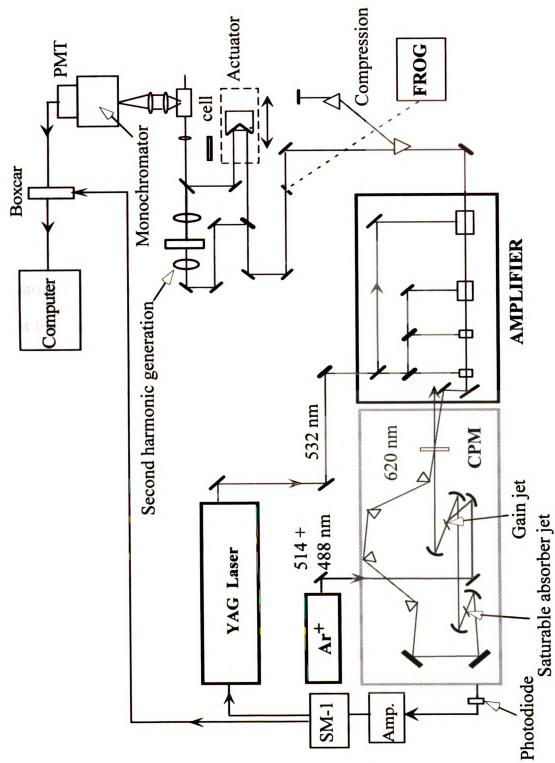 Computer
Boxcar
PMT
Monochromator
cell
Actuator
Second harmonic generation
Compression
FROG
532 nm
YAG Laser
514 +
488 nm
Ar+
620 nm
CPM
AMPLIFIER
SM-1
Amp.
Photodiode
Saturable absorber jet
Gain jet